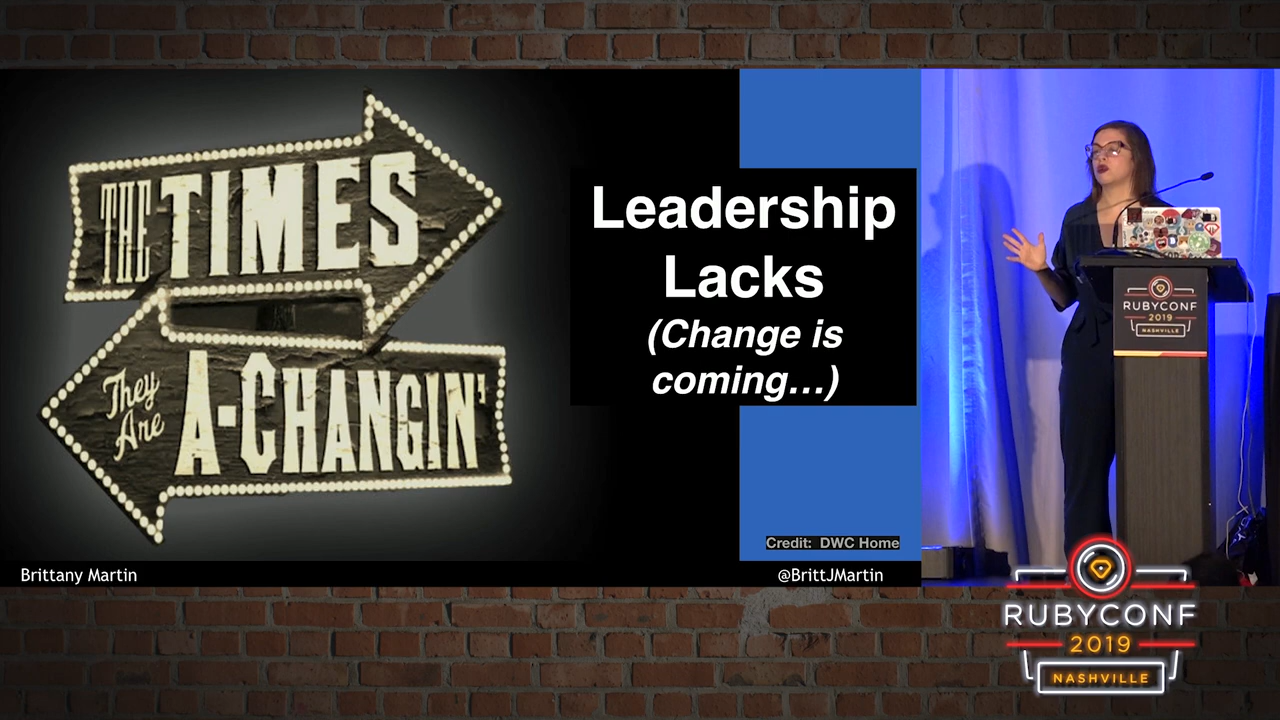 THE TIMES
They Are A-CHANGIN'
Leadership
Lacks
(Change is
coming...)
Credit: DWC Home
Brittany Martin
@BrittJMartin
RUBYCONF
2019
NASHVILLE
RUBYCONF
2019
NASHVILLE